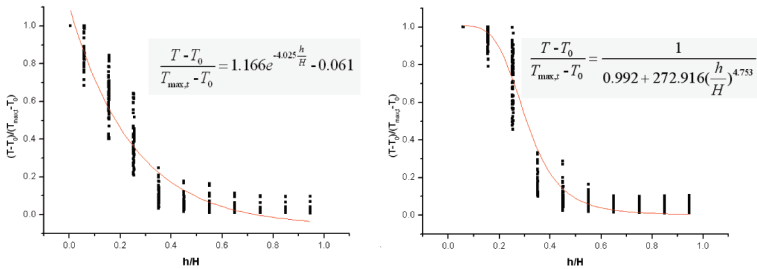 1.0
0.8
0.6
0.4
0.2
0.0
(T-T0)/(Tmax,t-T0)
T - T0 / Tmax,t - T0 = 1.166e^-4.025 h/H - 0.061
0.0 0.2 0.4 0.6 0.8 1.0
h/H
1.0
0.8
0.6
0.4
0.2
0.0
(T-T0)/(Tmax,t-T0)
T - T0 / Tmax,t - T0 = 1 / 0.992 + 272.916(h/H)^4.753
0.0 0.2 0.4 0.6 0.8 1.0
h/H